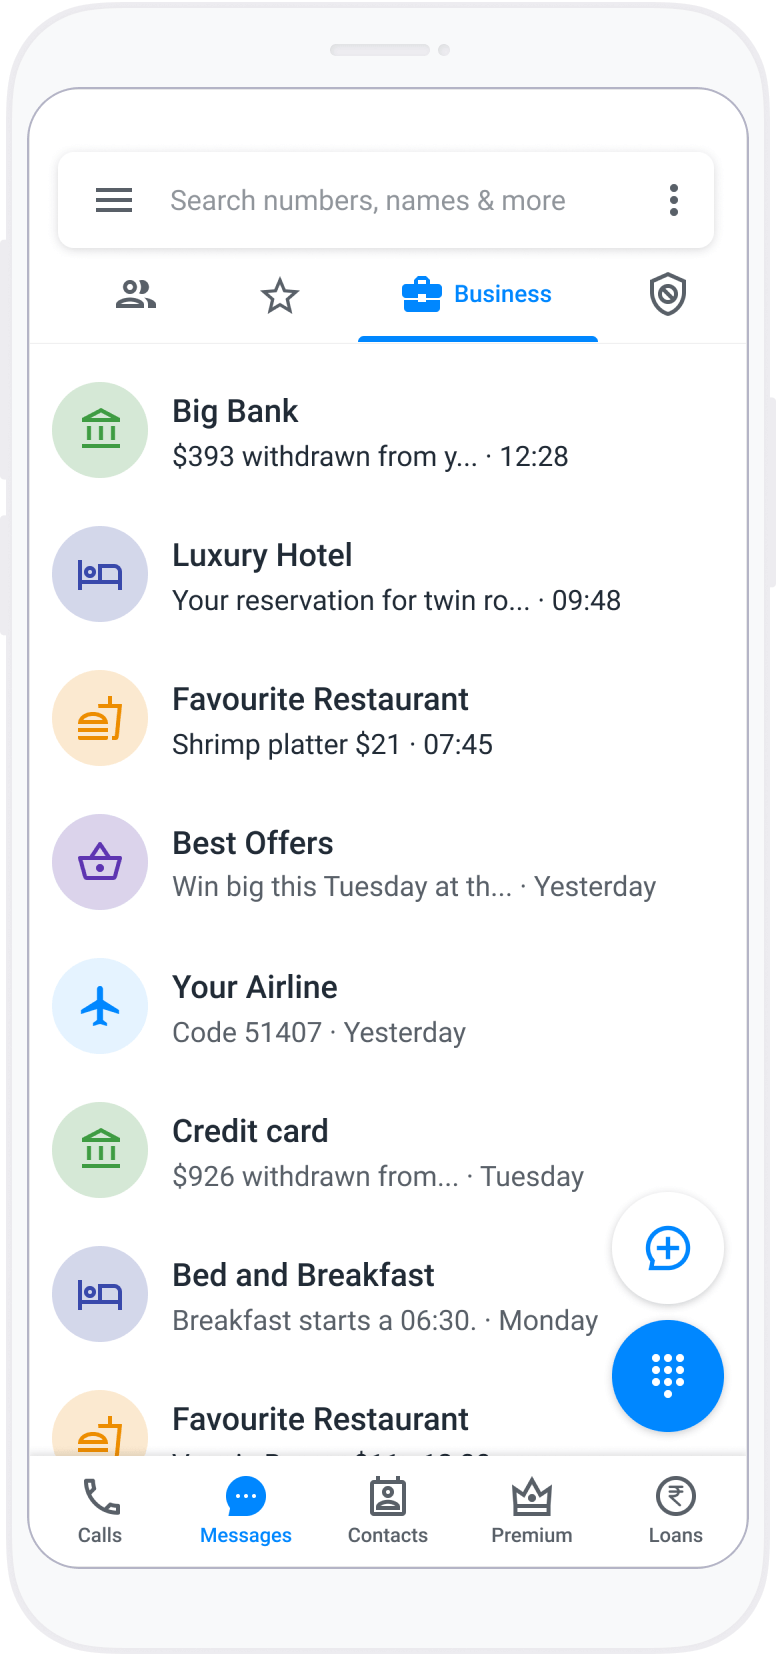 Search numbers, names & more
Business
Big Bank
$393 withdrawn from y... · 12:28
Luxury Hotel
Your reservation for twin ro... · 09:48
Favourite Restaurant
Shrimp platter $21 · 07:45
Best Offers
Win big this Tuesday at th... · Yesterday
Your Airline
Code 51407 · Yesterday
Credit card
$926 withdrawn from... · Tuesday
Bed and Breakfast
Breakfast starts a 06:30. · Monday
Favourite Restaurant
Calls
Messages
Contacts
Premium
Loans